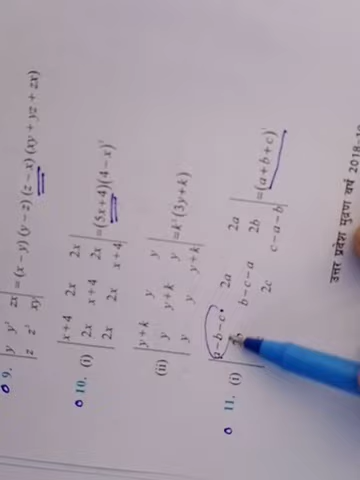 9. | y y² zx | = (x − y) (y − z) (z − x) (xy + yz + zx)
| z z² xy |
10. (i) | x+4 2x 2x |
| 2x x+4 2x | = (5x+4)(4−x)²
| 2x 2x x+4 |
(ii) | y+k y y |
| y y+k y | = k²(3y+k)
| y y y+k |
11. (i) | −b−c 2a 2a |
| b−c−a 2b | = (a+b+c)³
| 2c c−a−b |
उत्तर प्रदेश मुद्रण वर्ष 2018-